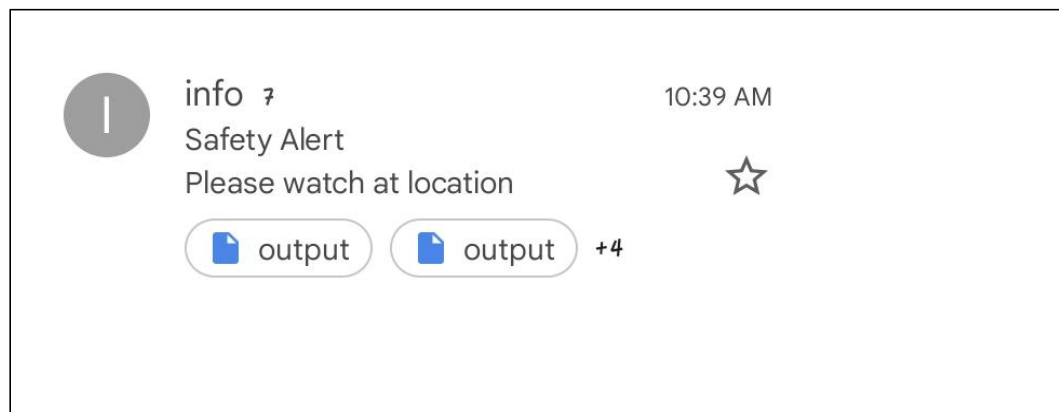 I
info 7
10:39 AM
Safety Alert
Please watch at location
output output +4